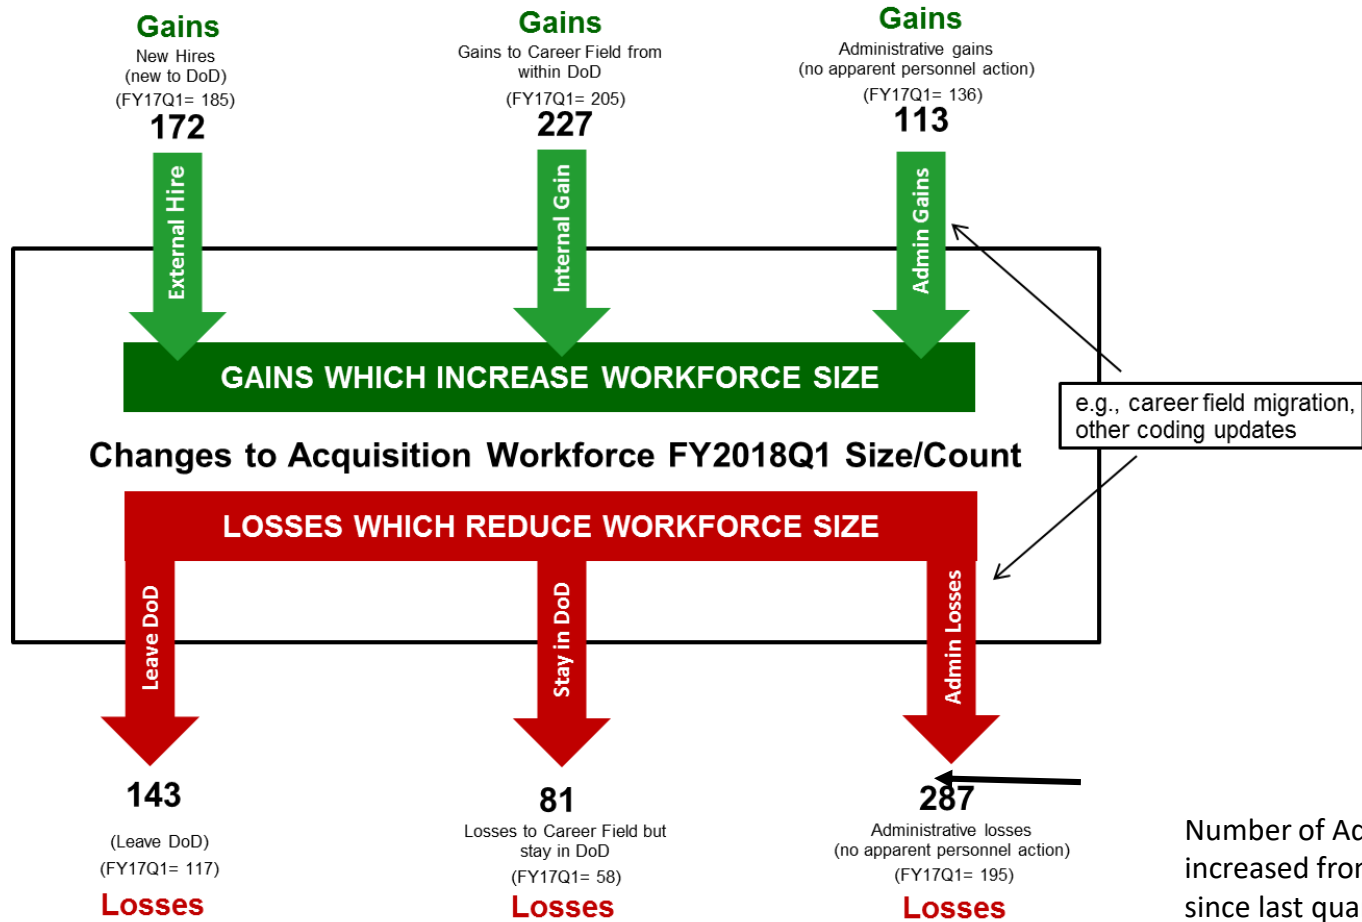 Gains
New Hires
(new to DoD)
(FY17Q1= 185)
172
Gains
Gains to Career Field from
within DoD
(FY17Q1= 205)
227
Gains
Administrative gains
(no apparent personnel action)
(FY17Q1= 136)
113
External Hire
Internal Gain
Admin Gains
GAINS WHICH INCREASE WORKFORCE SIZE
e.g., career field migration,
other coding updates
Changes to Acquisition Workforce FY2018Q1 Size/Count
LOSSES WHICH REDUCE WORKFORCE SIZE
Leave DoD
Stay in DoD
Admin Losses
143
(Leave DoD)
(FY17Q1= 117)
Losses
81
Losses to Career Field but
stay in DoD
(FY17Q1= 58)
Losses
287
Administrative losses
(no apparent personnel action)
(FY17Q1= 195)
Losses
Number of
increased
since last